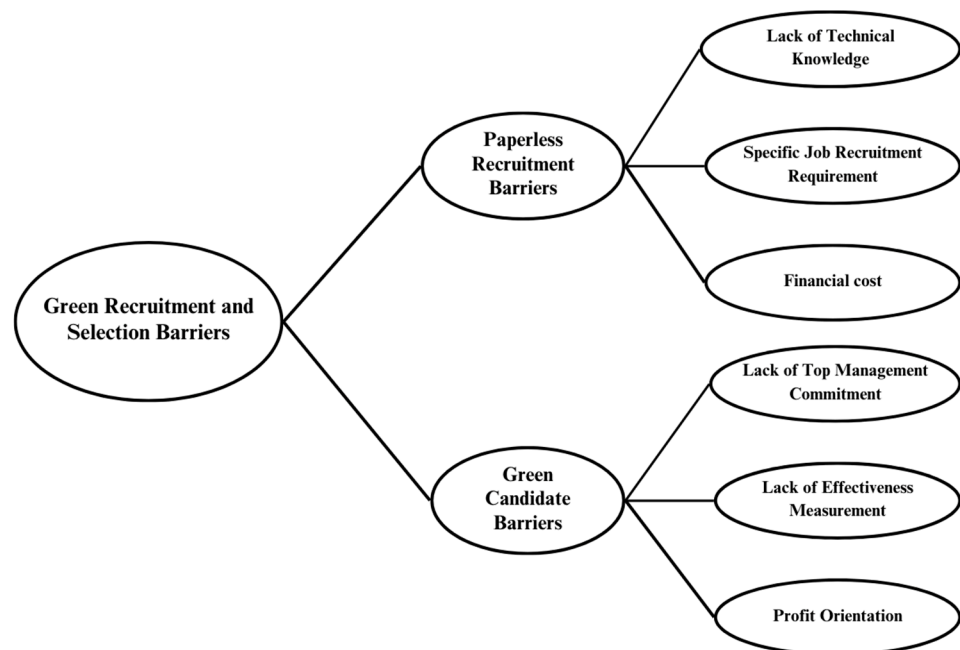 Green Recruitment and
Selection Barriers
Paperless
Recruitment
Barriers
Lack of Technical
Knowledge
Specific Job Recruitment
Requirement
Financial cost
Green
Candidate
Barriers
Lack of Top Management
Commitment
Lack of Effectiveness
Measurement
Profit Orientation